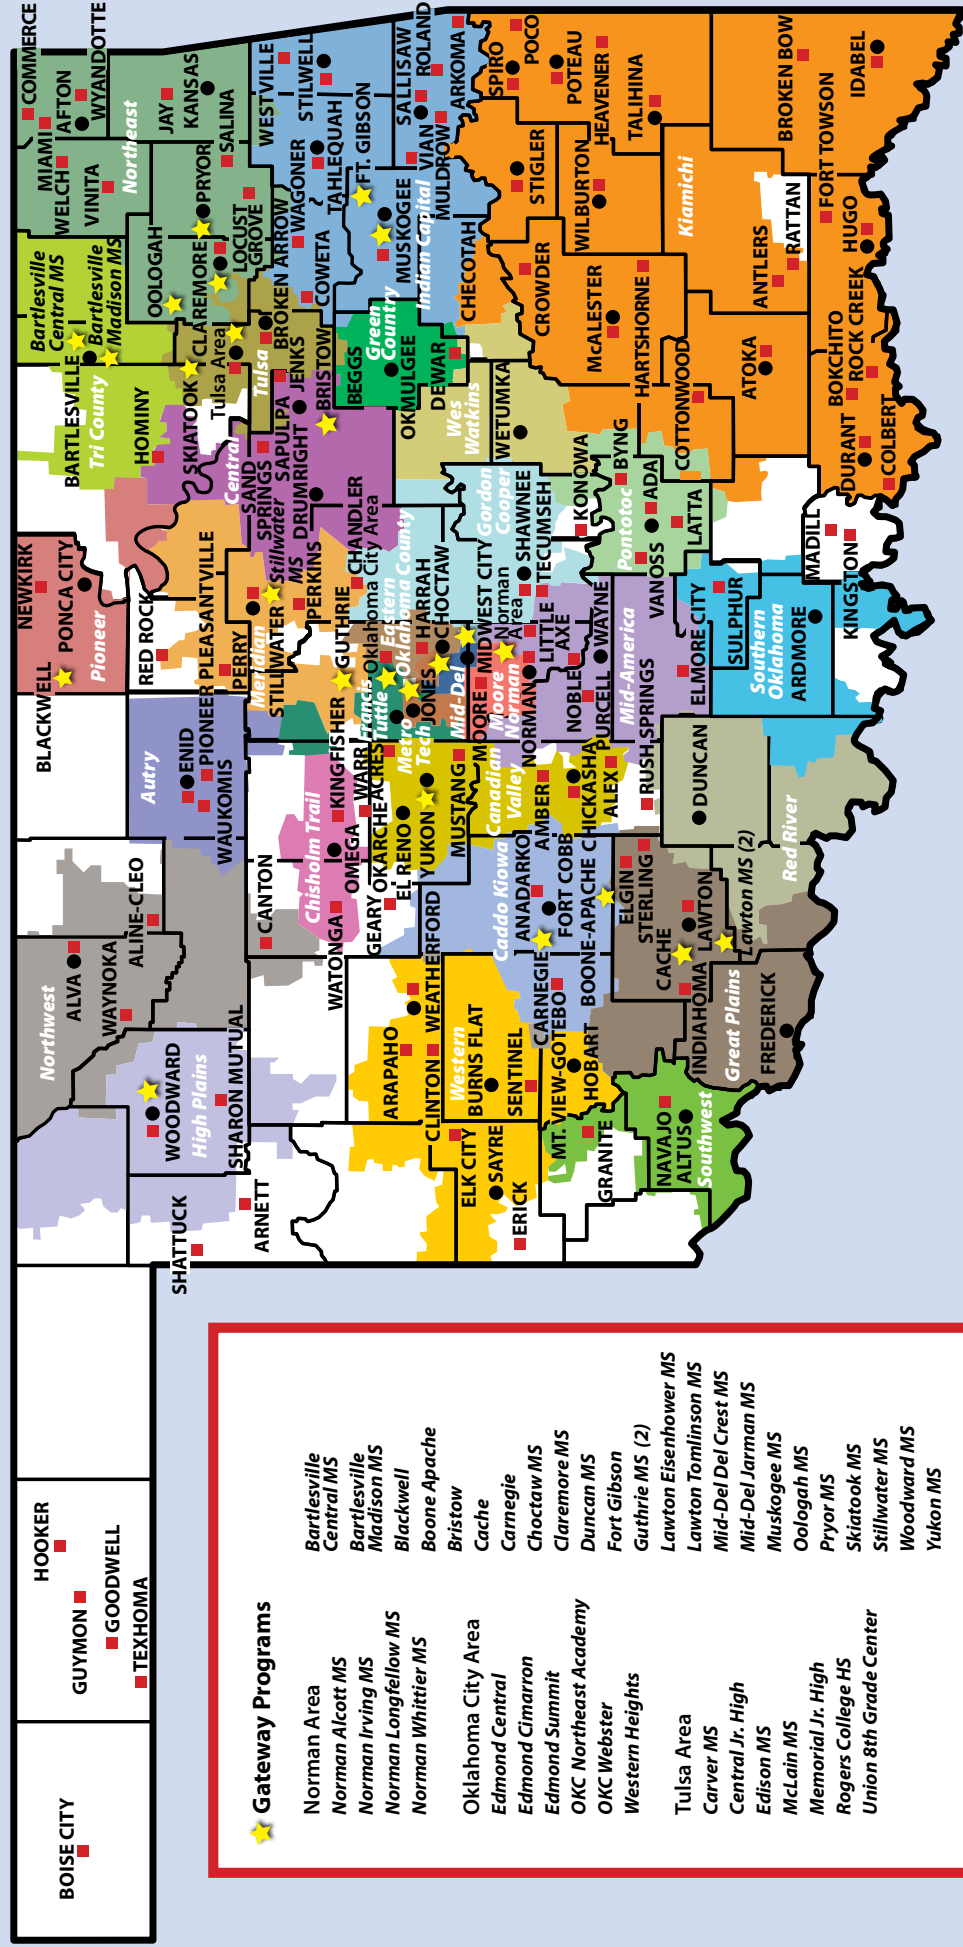 BOISE CITY
HOOKER
GUYMON
GOODWELL
TEXHOMA
SHATTUCK
ARNETT
WOODWARD
High Plains
SHARON MUTUAL
Northwest
ALVA
WAYNOKA
ALINE-CLEO
CANTON
Autry
ENID
PIONEER PLEASANTVILLE
WAUKOMIS
BLACKWELL
NEWKIRK
PONCA CITY
Pioneer
RED ROCK
PERRY
Meridian
STILLWATER
Stillwater
MS
PERKINS
GUTHRIE
CHANDLER
Chisholm Trail
KINGFISHER
OMEGA
WATONGA
GEARY
OKARCHE
WARR ACRES
EL RENO
YUKON
MUSTANG
Canadian
Valley
AMBER
CHICKASHA
ALEX
RUSH SPRINGS
Francis
Tuttle
Oklahoma City Area
Eastern
Oklahoma County
Metro
Tech
JONES
HARRAH
CHOCTAW
Mid-Del
MIDWEST CITY
MOORE
Moore
Norman
Norman
Area
NORMAN
LITTLE
AXE
NOBLE
PURCELL
WAYNE
Mid-America
ELMORE CITY
SULPHUR
Southern
Oklahoma
ARDMORE
MADILL
KINGSTON
DUNCAN
Red River
Lawton MS (2)
Caddo Kiowa
ANADARKO
FORT COBB
BOONE-APACHE
CARNEGIE
ELGIN
STERLING
CACHE
LAWTON
INDIAHOMA
Great Plains
FREDERICK
ARAPAHO
WEATHERFORD
CLINTON
Western
BURNS FLAT
SENTINEL
MT. VIEW-GOTEBO
HOBART
ELK CITY
SAYRE
ERICK
GRANITE
NAVAJO
ALTUS
Southwest
Bartlesville
Central MS
Bartlesville
Madison MS
BARTLESVILLE
Tri County
HOMINY
SKIATOOK
Tulsa Area
Tulsa
Central
SAND
SPRINGS
SAPULPA
JENKS
DRUMRIGHT
BRISTOW
BROKEN ARROW
COMMERCE
MIAMI
AFTON
WYANDOTTE
WELCH
VINITA
Northeast
JAY
KANSAS
SALINA
PRYOR
OOLOGAH
CLAREMORE
LOCUST
GROVE
WESTVILLE
STILWELL
WAGONER
TAHLEQUAH
COWETA
FT. GIBSON
MUSKOGEE
Indian Capital
SALLISAW
ROLAND
VIAN
MULDROW
ARKOMA
CHECOTAH
Green
Country
BEGGS
OKMULGEE
DEWAR
Wes
Watkins
WETUMKA
Gordon
Cooper
SHAWNEE
TECUMSEH
KONOWA
Pontotoc
BYNG
ADA
VANOSS
LATTA
COTTONWOOD
SPIRO
POCO
POTEAU
HEAVENER
TALIHINA
STIGLER
WILBURTON
CROWDER
McALESTER
HARTSHORNE
Kiamichi
ANTLERS
RATTAN
ATOKA
BROKEN BOW
IDABEL
FORT TOWSON
HUGO
BOKCHITO
ROCK CREEK
DURANT
COLBERT
Gateway Programs
Norman Area
Norman Alcott MS
Norman Irving MS
Norman Longfellow MS
Norman Whittier MS
Oklahoma City Area
Edmond Central
Edmond Cimarron
Edmond Summit
OKC Northeast Academy
OKC Webster
Western Heights
Tulsa Area
Carver MS
Central Jr. High
Edison MS
McLain MS
Memorial Jr. High
Rogers College HS
Union 8th Grade Center
Bartlesville
Central MS
Bartlesville
Madison MS
Blackwell
Boone Apache
Bristow
Cache
Carnegie
Choctaw MS
Claremore MS
Duncan MS
Fort Gibson
Guthrie MS (2)
Lawton Eisenhower MS
Lawton Tomlinson MS
Mid-Del Del Crest MS
Mid-Del Jarman MS
Muskogee MS
Oologah MS
Pryor MS
Skiatook MS
Stillwater MS
Woodward MS
Yukon MS